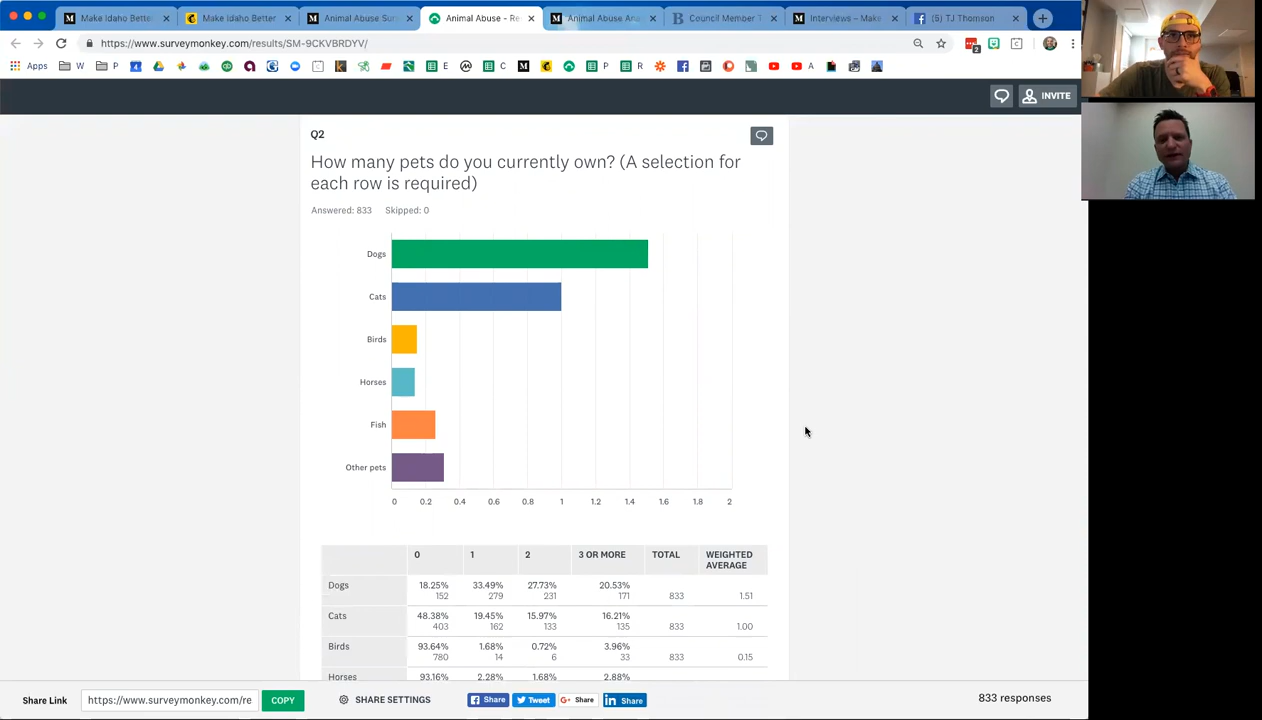 Make Idaho Better
Make Idaho Better
Animal Abuse Sur
Animal Abuse - Re
Animal Abuse Ana
Council Member T
Interviews – Make
(5) TJ Thomson
https://www.surveymonkey.com/results/SM-9CKVBRDYV/
Apps W P E C P R A
INVITE
Q2
How many pets do you currently own? (A selection for
each row is required)
Answered: 833 Skipped: 0
Dogs
Cats
Birds
Horses
Fish
Other pets
0 0.2 0.4 0.6 0.8 1 1.2 1.4 1.6 1.8 2
0 1 2 3 OR MORE TOTAL WEIGHTED
AVERAGE
Dogs 18.25% 33.49% 27.73% 20.53%
152 279 231 171 833 1.51
Cats 48.38% 19.45% 15.97% 16.21%
403 162 133 135 833 1.00
Birds 93.64% 1.68% 0.72% 3.96%
780 14 6 33 833 0.15
Horses 93.16% 2.28% 1.68% 2.88%
Share Link https://www.surveymonkey.com/re COPY SHARE SETTINGS Share Tweet Share Share 833 responses